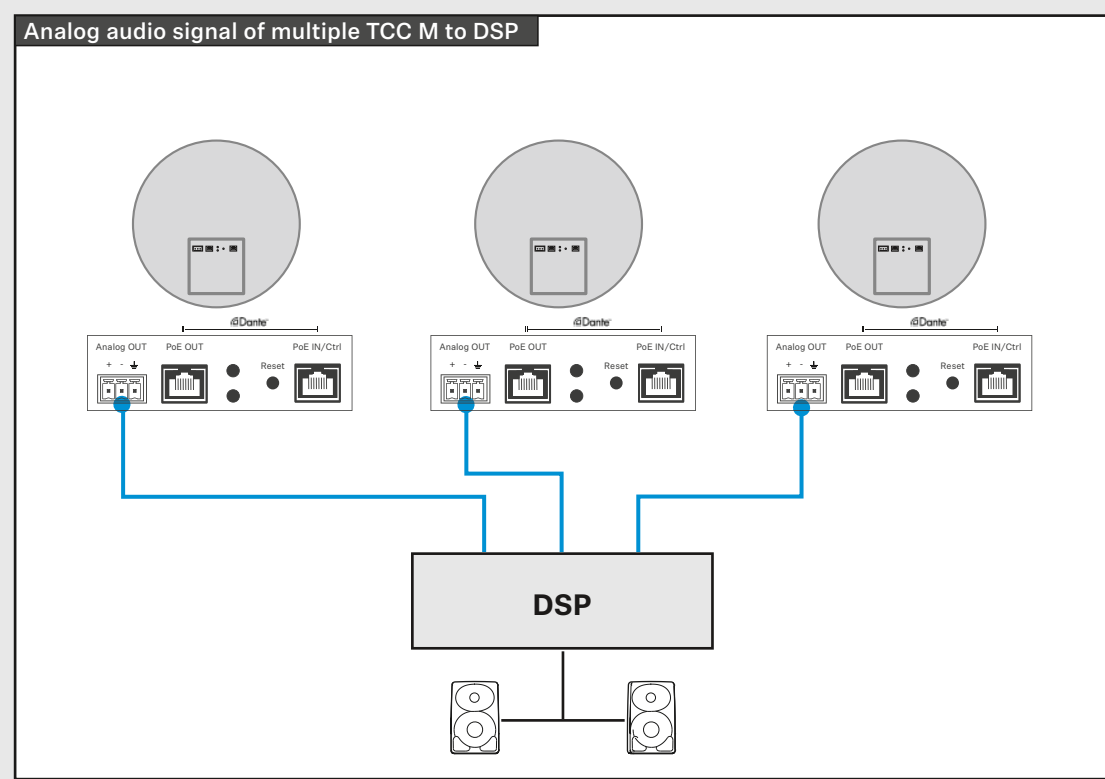 Analog audio signal of multiple TCC M to DSP
Dante Dante Dante
Analog OUT PoE OUT PoE IN/Ctrl Analog OUT PoE OUT PoE IN/Ctrl Analog OUT PoE OUT PoE IN/Ctrl
+ - Reset + - Reset + - Reset
DSP